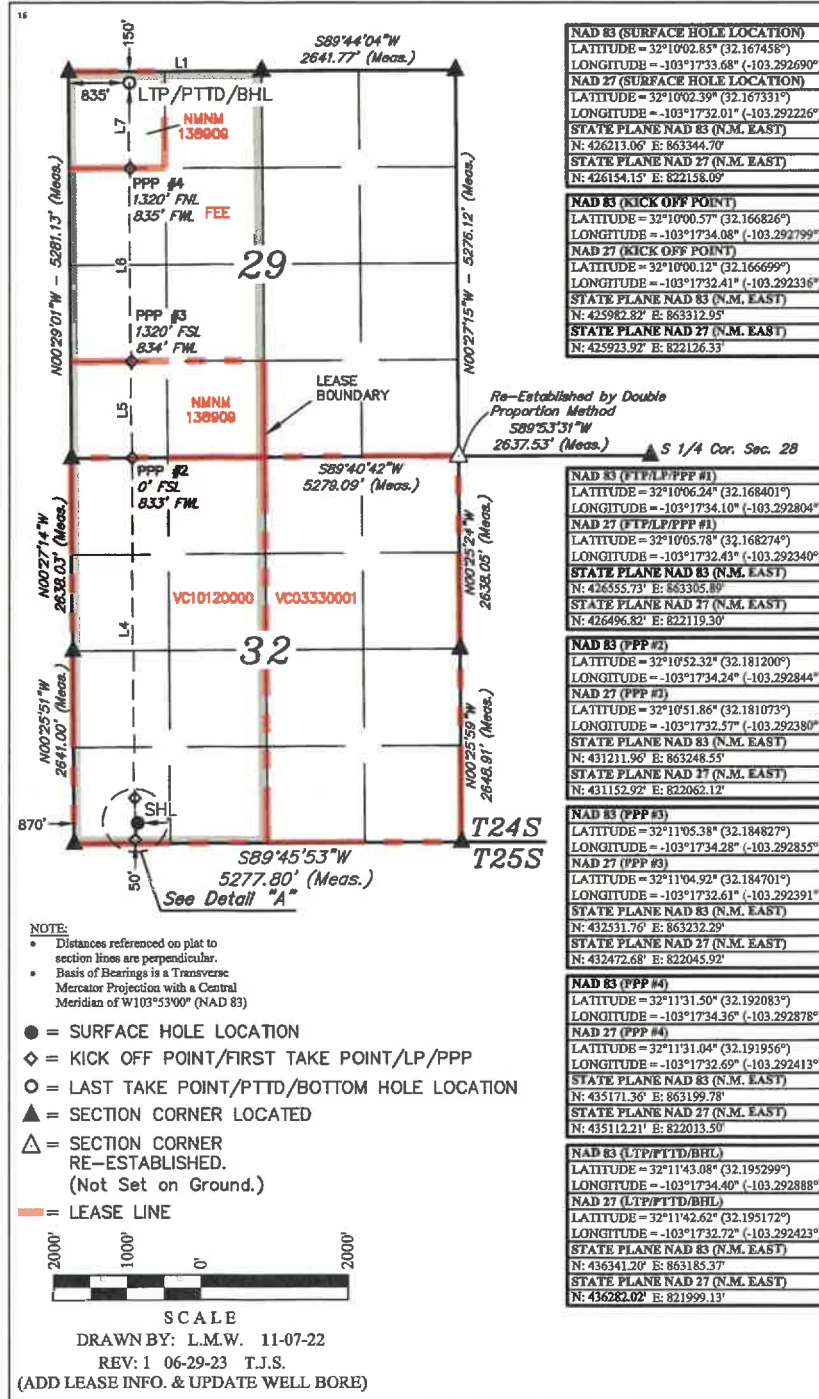 16
150'
L1
S89°44'04"W
2641.77' (Meas.)
835'
LTP/PTTD/BHL
L7
NMNM
138909
PPP #4
1320' FNL
835' FWL
FEE
N00°29'01"W - 5281.13' (Meas.)
L6
29
N00°27'15"W - 5276.12' (Meas.)
PPP #3
1320' FSL
834' FWL
LEASE
BOUNDARY
NMNM
138909
L5
Re-Established by Double
Proportion Method
S89°53'31"W
2637.53' (Meas.)
S 1/4 Cor. Sec. 28
PPP #2
0' FSL
833' FWL
S89°40'42"W
5279.09' (Meas.)
N00°27'14"W
2638.03' (Meas.)
N00°25'24"W
2638.05' (Meas.)
VC10120000
VC03330001
L4
32
N00°25'51"W
2641.00' (Meas.)
N00°25'59"W
2648.91' (Meas.)
SHL
870'
T24S
T25S
50'
S89°45'53"W
5277.80' (Meas.)
See Detail "A"
NOTE:
• Distances referenced on plat to
section lines are perpendicular.
• Basis of Bearings is a Transverse
Mercator Projection with a Central
Meridian of W103°53'00" (NAD 83)
= SURFACE HOLE LOCATION
= KICK OFF POINT/FIRST TAKE POINT/LP/PPP
= LAST TAKE POINT/PTTD/BOTTOM HOLE LOCATION
= SECTION CORNER LOCATED
= SECTION CORNER
RE-ESTABLISHED.
(Not Set on Ground.)
= LEASE LINE
2000'
1000'
0'
2000'
SCALE
DRAWN BY: L.M.W. 11-07-22
REV: 1 06-29-23 T.J.S.
(ADD LEASE INFO. & UPDATE WELL BORE)
NAD 83 (SURFACE HOLE LOCATION)
LATITUDE = 32°10'02.85" (32.167458°)
LONGITUDE = -103°17'33.68" (-103.292690°)
NAD 27 (SURFACE HOLE LOCATION)
LATITUDE = 32°10'02.39" (32.167331°)
LONGITUDE = -103°17'32.01" (-103.292226°)
STATE PLANE NAD 83 (N.M. EAST)
N: 426213.06' E: 863344.70'
STATE PLANE NAD 27 (N.M. EAST)
N: 426154.15' E: 822158.09'
NAD 83 (KICK OFF POINT)
LATITUDE = 32°10'00.57" (32.166826°)
LONGITUDE = -103°17'34.08" (-103.292799°)
NAD 27 (KICK OFF POINT)
LATITUDE = 32°10'00.12" (32.166699°)
LONGITUDE = -103°17'32.41" (-103.292336°)
STATE PLANE NAD 83 (N.M. EAST)
N: 425982.82' E: 863312.95'
STATE PLANE NAD 27 (N.M. EAST)
N: 425923.92' E: 822126.33'
NAD 83 (FTP/LP/PPP #1)
LATITUDE = 32°10'06.24" (32.168401°)
LONGITUDE = -103°17'34.10" (-103.292804°)
NAD 27 (FTP/LP/PPP #1)
LATITUDE = 32°10'05.78" (32.168274°)
LONGITUDE = -103°17'32.43" (-103.292340°)
STATE PLANE NAD 83 (N.M. EAST)
N: 426555.73' E: 863305.89'
STATE PLANE NAD 27 (N.M. EAST)
N: 426496.82' E: 822119.30'
NAD 83 (PPP #2)
LATITUDE = 32°10'52.32" (32.181200°)
LONGITUDE = -103°17'34.24" (-103.292844°)
NAD 27 (PPP #2)
LATITUDE = 32°10'51.86" (32.181073°)
LONGITUDE = -103°17'32.57" (-103.292380°)
STATE PLANE NAD 83 (N.M. EAST)
N: 431211.96' E: 863248.55'
STATE PLANE NAD 27 (N.M. EAST)
N: 431152.92' E: 822062.12'
NAD 83 (PPP #3)
LATITUDE = 32°11'05.38" (32.184827°)
LONGITUDE = -103°17'34.28" (-103.292855°)
NAD 27 (PPP #3)
LATITUDE = 32°11'04.92" (32.184701°)
LONGITUDE = -103°17'32.61" (-103.292391°)
STATE PLANE NAD 83 (N.M. EAST)
N: 432531.76' E: 863232.29'
STATE PLANE NAD 27 (N.M. EAST)
N: 432472.68' E: 822045.92'
NAD 83 (PPP #4)
LATITUDE = 32°11'31.50" (32.192083°)
LONGITUDE = -103°17'34.36" (-103.292878°)
NAD 27 (PPP #4)
LATITUDE = 32°11'31.04" (32.191956°)
LONGITUDE = -103°17'32.69" (-103.292413°)
STATE PLANE NAD 83 (N.M. EAST)
N: 435171.36' E: 863199.78'
STATE PLANE NAD 27 (N.M. EAST)
N: 435112.21' E: 822013.50'
NAD 83 (LTP/PTTD/BHL)
LATITUDE = 32°11'43.08" (32.195299°)
LONGITUDE = -103°17'34.40" (-103.292888°)
NAD 27 (LTP/PTTD/BHL)
LATITUDE = 32°11'42.62" (32.195172°)
LONGITUDE = -103°17'32.72" (-103.292423°)
STATE PLANE NAD 83 (N.M. EAST)
N: 436341.20' E: 863185.37'
STATE PLANE NAD 27 (N.M. EAST)
N: 436282.02' E: 821999.13'